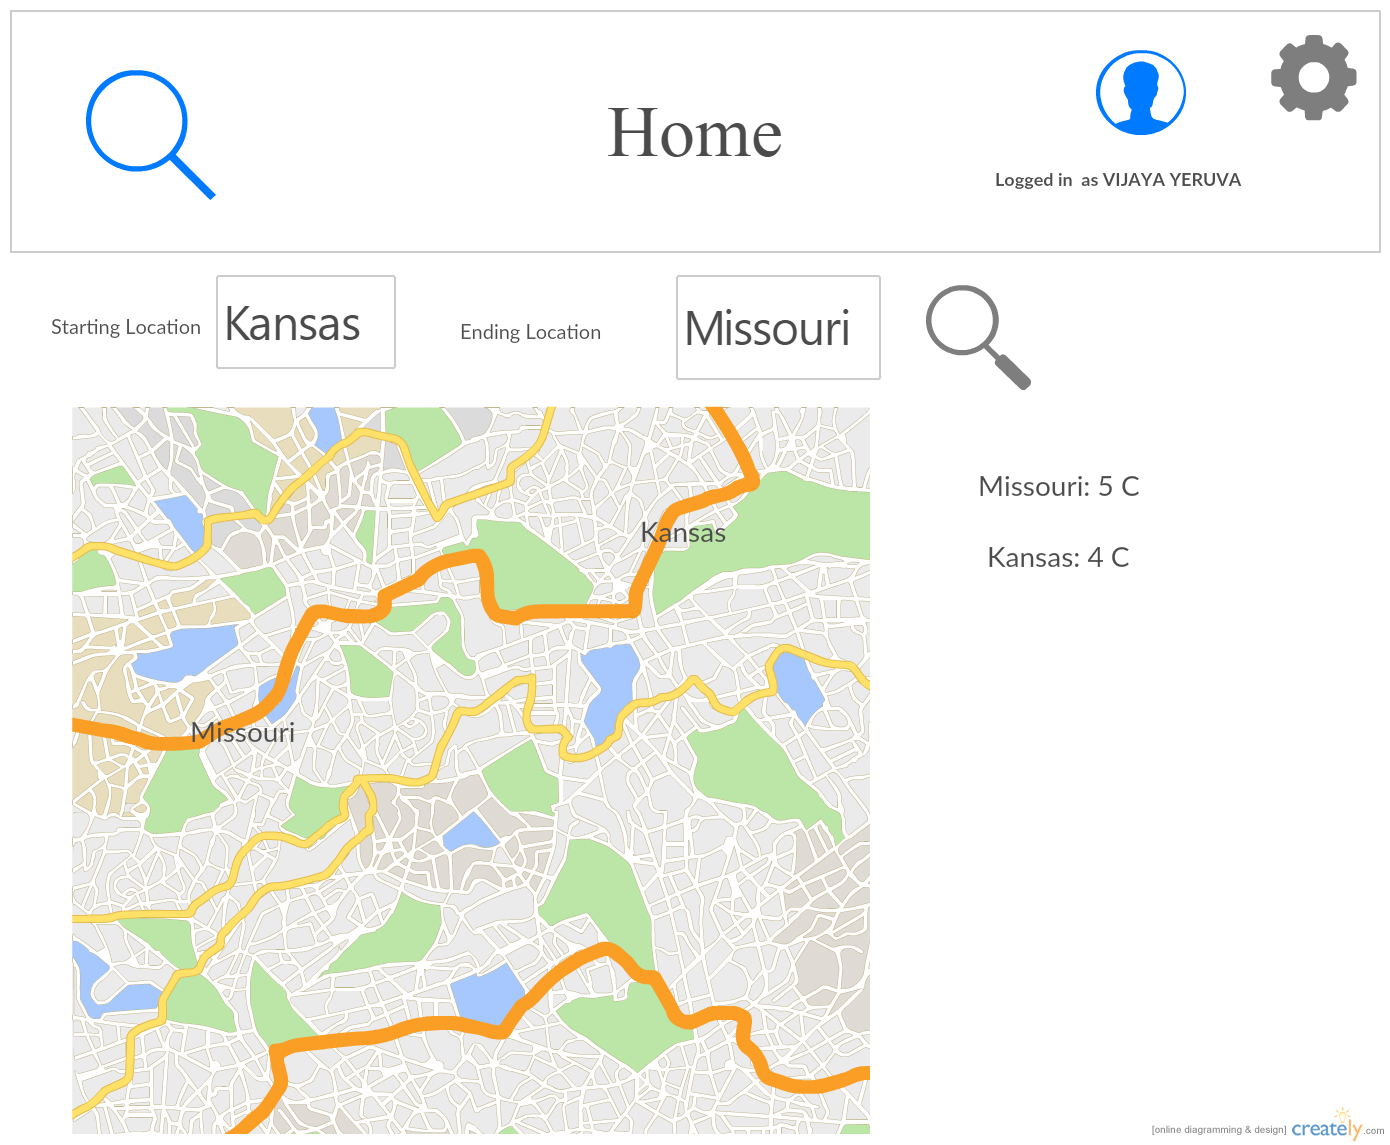 Home
Logged in  as VIJAYA YERUVA
Starting Location
Kansas
Ending Location
Missouri
Missouri: 5 C
Kansas
Kansas: 4 C
Missouri
[online diagramming & design] creately.com